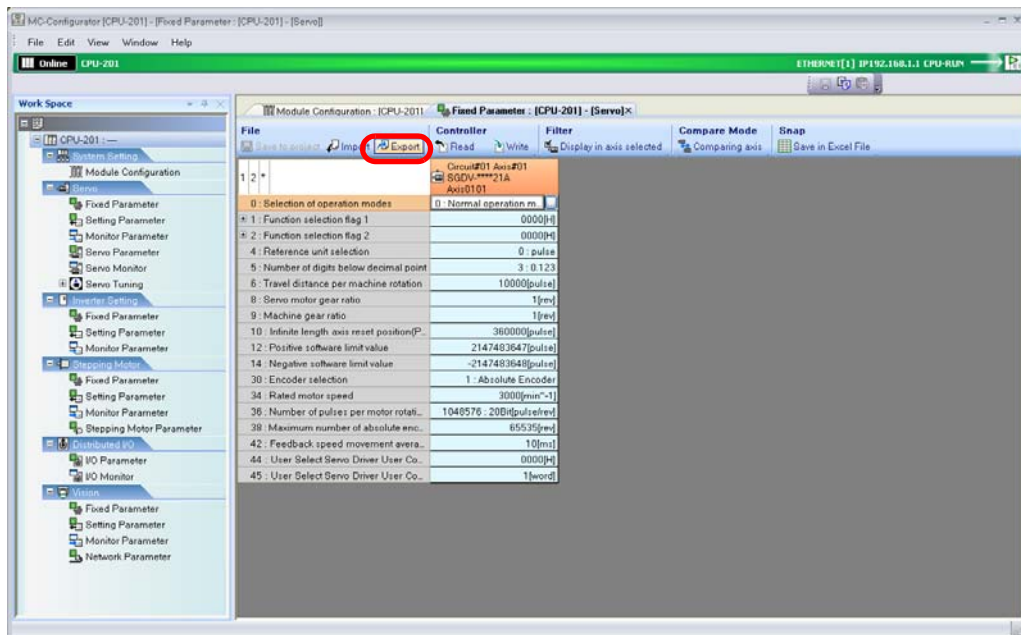 MC-Configurator [CPU-201] - [Fixed Parameter : [CPU-201] - [Servo]]
File Edit View Window Help
Online CPU-201 ETHERNET[1] IP192.168.1.1 CPU-RUN
Work Space
Module Configuration : [CPU-201] Fixed Parameter : [CPU-201] - [Servo]×
File Controller Filter Compare Mode Snap
Save to project Import Export Read Write Display in axis selected Comparing axis Save in Excel File
CPU-201 : ---
System Setting
Module Configuration
Servo
Fixed Parameter
Setting Parameter
Monitor Parameter
Servo Parameter
Servo Monitor
Servo Tuning
Inverter Setting
Fixed Parameter
Setting Parameter
Monitor Parameter
Stepping Motor
Fixed Parameter
Setting Parameter
Monitor Parameter
Stepping Motor Parameter
Distributed I/O
I/O Parameter
I/O Monitor
Vision
Fixed Parameter
Setting Parameter
Monitor Parameter
Network Parameter
1 2 *
Circuit#01 Axis#01
SGDV-****21A
Axis0101
0 : Selection of operation modes 0 : Normal operation m...
1 : Function selection flag 1 0000[H]
2 : Function selection flag 2 0000[H]
4 : Reference unit selection 0 : pulse
5 : Number of digits below decimal point 3 : 0.123
6 : Travel distance per machine rotation 10000[pulse]
8 : Servo motor gear ratio 1[rev]
9 : Machine gear ratio 1[rev]
10 : Infinite length axis reset position(P... 360000[pulse]
12 : Positive software limit value 2147483647[pulse]
14 : Negative software limit value -2147483648[pulse]
30 : Encoder selection 1 : Absolute Encoder
34 : Rated motor speed 3000[min^-1]
36 : Number of pulses per motor rotati... 1048576 : 20Bit[pulse/rev]
38 : Maximum number of absolute enc... 65535[rev]
42 : Feedback speed movement avera... 10[ms]
44 : User Select Servo Driver User Co... 0000[H]
45 : User Select Servo Driver User Co... 1[word]